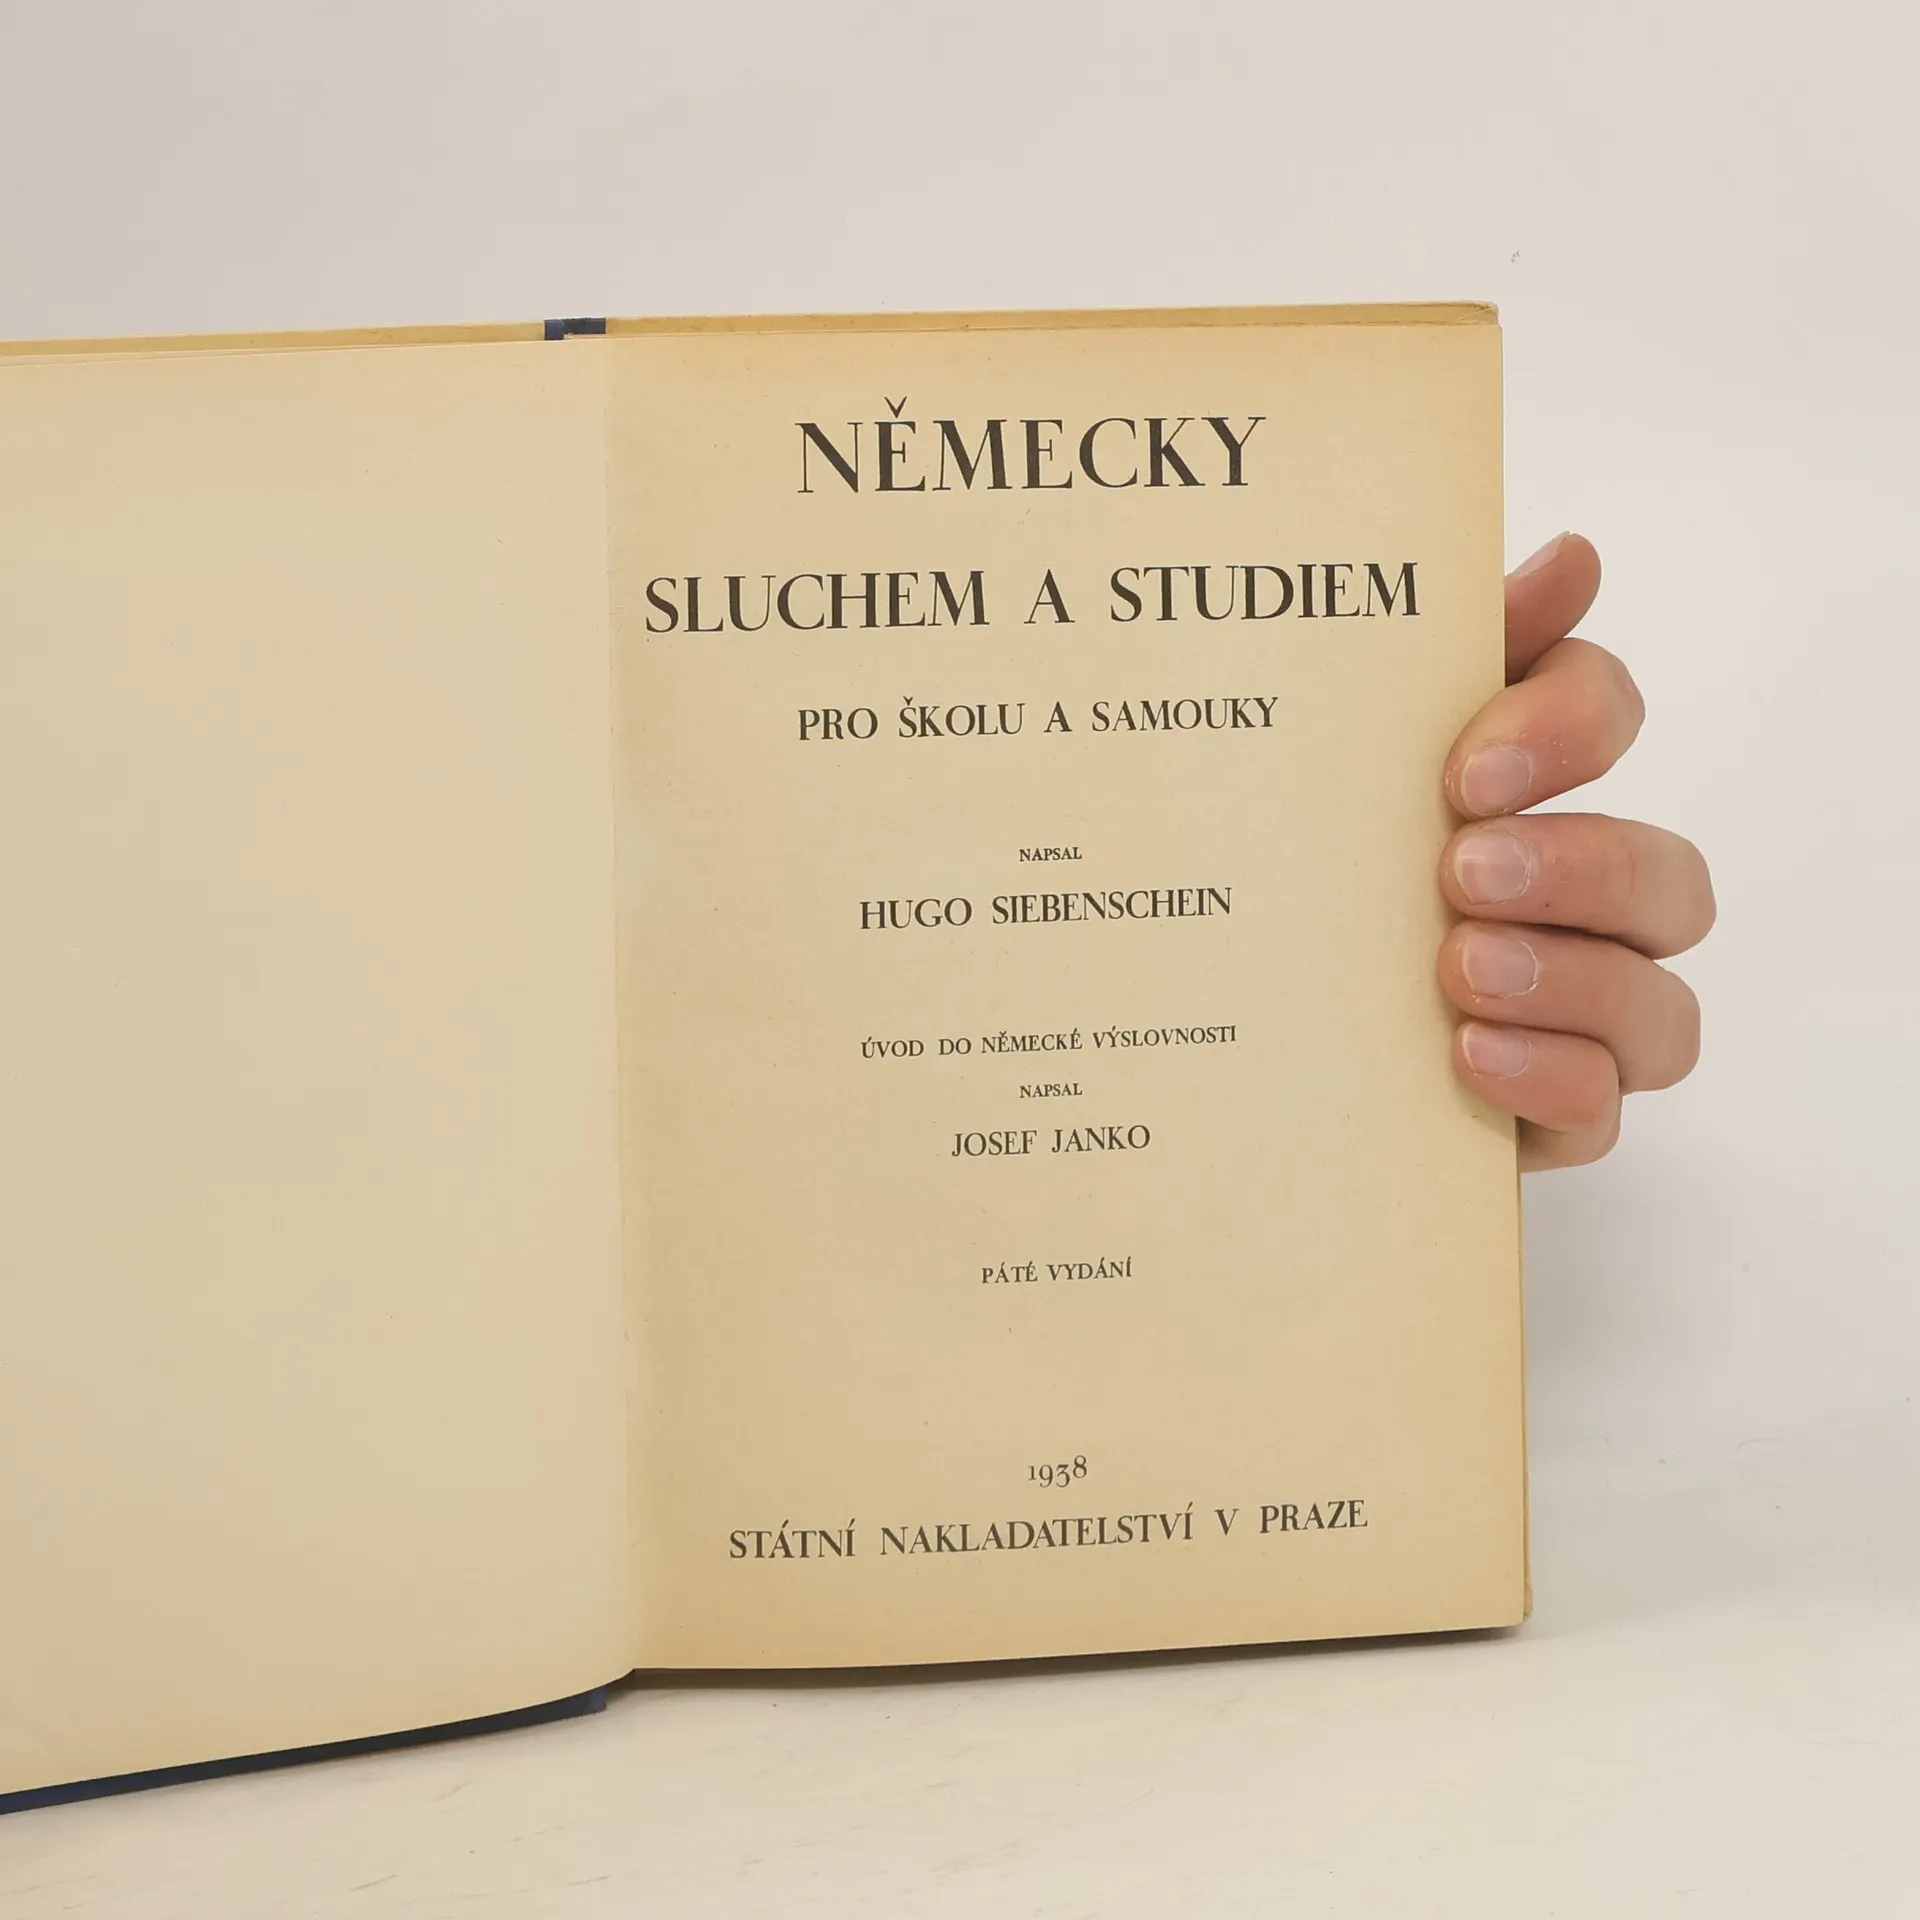 NĚMECKY
SLUCHEM A STUDIEM
PRO ŠKOLU A SAMOUKY
NAPSAL
HUGO SIEBENSCHEIN
ÚVOD DO NĚMECKÉ VÝSLOVNOSTI
NAPSAL
JOSEF JANKO
PÁTÉ VYDÁNÍ
1938
STÁTNÍ NAKLADATELSTVÍ V PRAZE